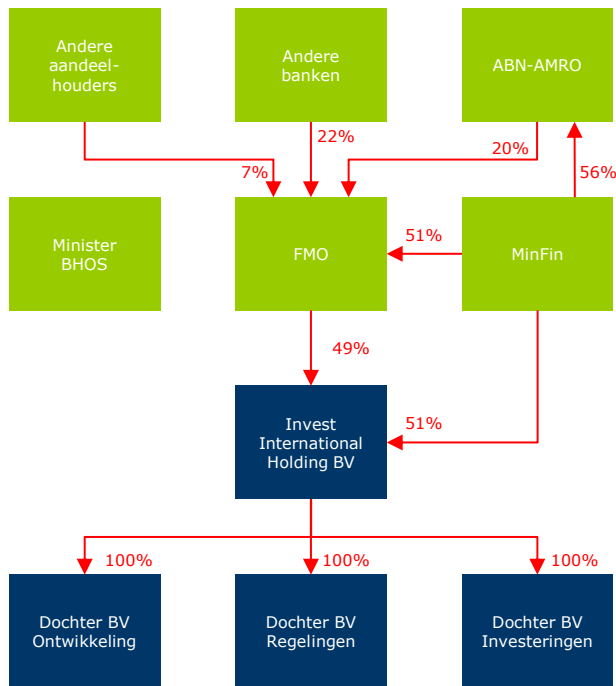 Andere
aandeel-
houders
Andere
banken
ABN-AMRO
22%
20%
7%
56%
Minister
BHOS
FMO
51%
MinFin
49%
Invest
International
Holding BV
51%
100%
100%
100%
Dochter BV
Ontwikkeling
Dochter BV
Regelingen
Dochter BV
Investeringen